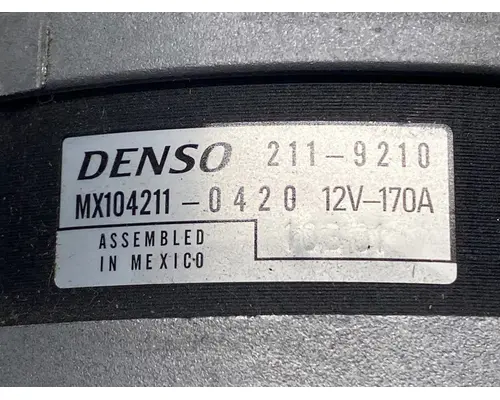 DENSO 211-9210
MX104211-0420 12V-170A
ASSEMBLED
IN MEXICO